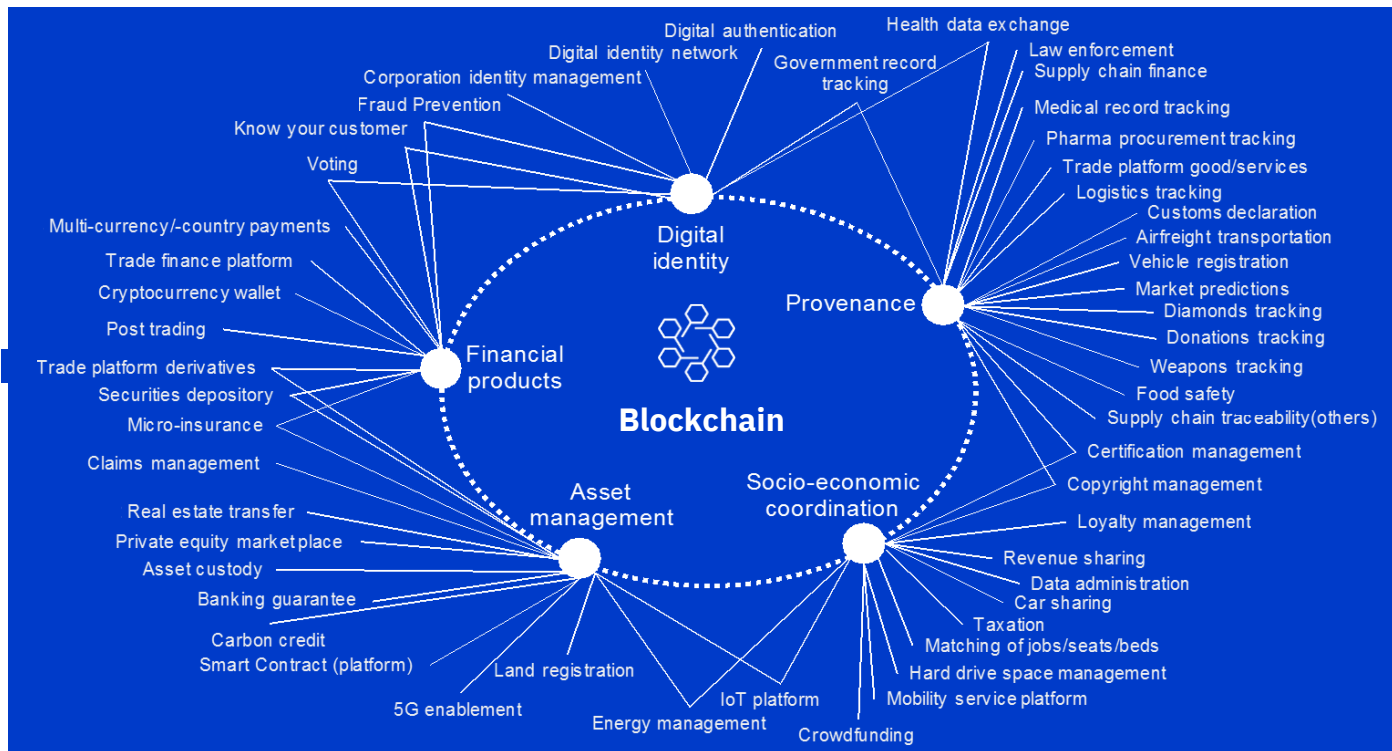 Health data exchange
Digital authentication
Law enforcement
Digital identity network
Government record
tracking
Supply chain finance
Corporation identity management
Fraud Prevention
Medical record tracking
Know your customer
Pharma procurement tracking
Voting
Trade platform good/services
Logistics tracking
Customs declaration
Multi-currency/-country payments
Digital
identity
Airfreight transportation
Trade finance platform
Vehicle registration
Cryptocurrency wallet
Market predictions
Provenance
Diamonds tracking
Post trading
Donations tracking
Financial
products
Trade platform derivatives
Weapons tracking
Securities depository
Food safety
Micro-insurance
Blockchain
Supply chain traceability(others)
Certification management
Claims management
Asset
management
Socio-economic
coordination
Copyright management
Real estate transfer
Loyalty management
Private equity market place
Revenue sharing
Asset custody
Data administration
Banking guarantee
Car sharing
Taxation
Carbon credit
Matching of jobs/seats/beds
Smart Contract (platform)
Land registration
Hard drive space management
IoT platform
Mobility service platform
5G enablement
Energy management
Crowdfunding